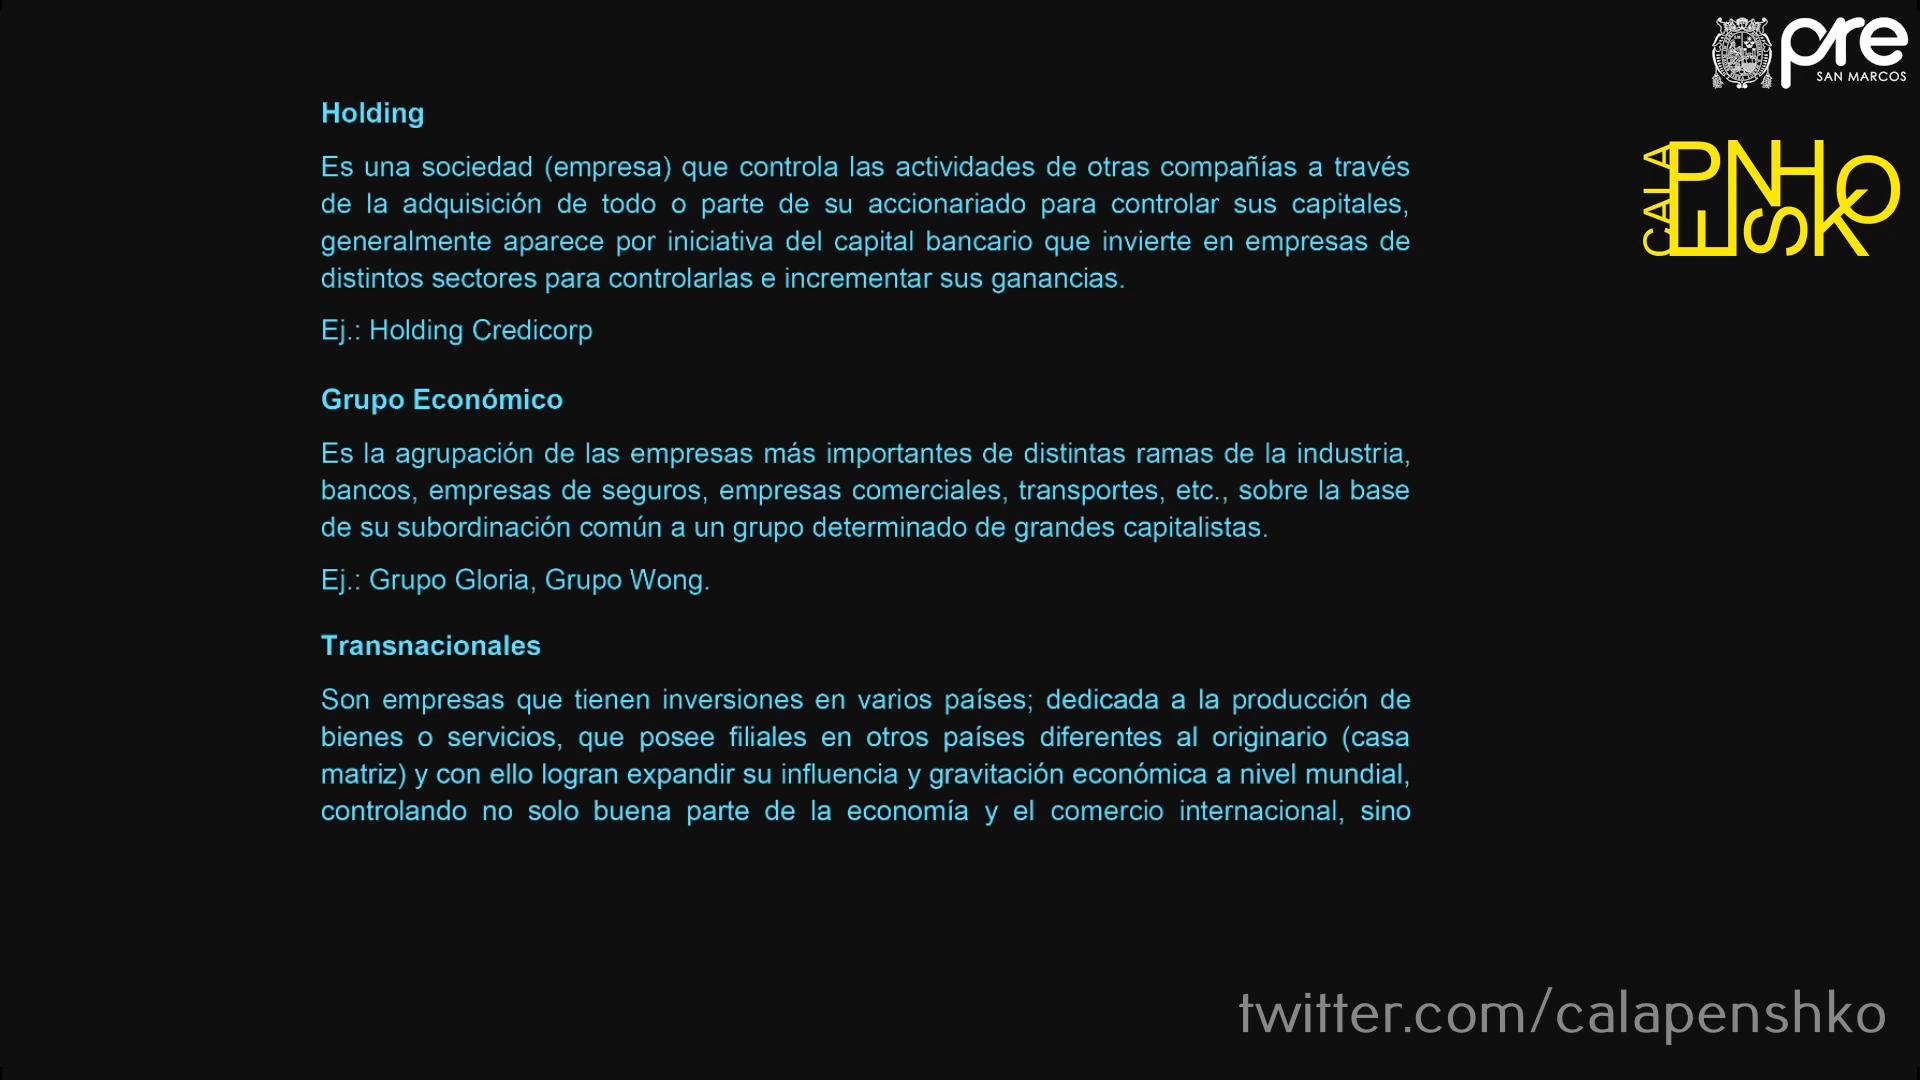 pre
SAN MARCOS
CALA
PENSHKO
Holding
Es una sociedad (empresa) que controla las actividades de otras compañías a través
de la adquisición de todo o parte de su accionariado para controlar sus capitales,
generalmente aparece por iniciativa del capital bancario que invierte en empresas de
distintos sectores para controlarlas e incrementar sus ganancias.
Ej.: Holding Credicorp
Grupo Económico
Es la agrupación de las empresas más importantes de distintas ramas de la industria,
bancos, empresas de seguros, empresas comerciales, transportes, etc., sobre la base
de su subordinación común a un grupo determinado de grandes capitalistas.
Ej.: Grupo Gloria, Grupo Wong.
Transnacionales
Son empresas que tienen inversiones en varios países; dedicada a la producción de
bienes o servicios, que posee filiales en otros países diferentes al originario (casa
matriz) y con ello logran expandir su influencia y gravitación económica a nivel mundial,
controlando no solo buena parte de la economía y el comercio internacional, sino
twitter.com/calapenshko